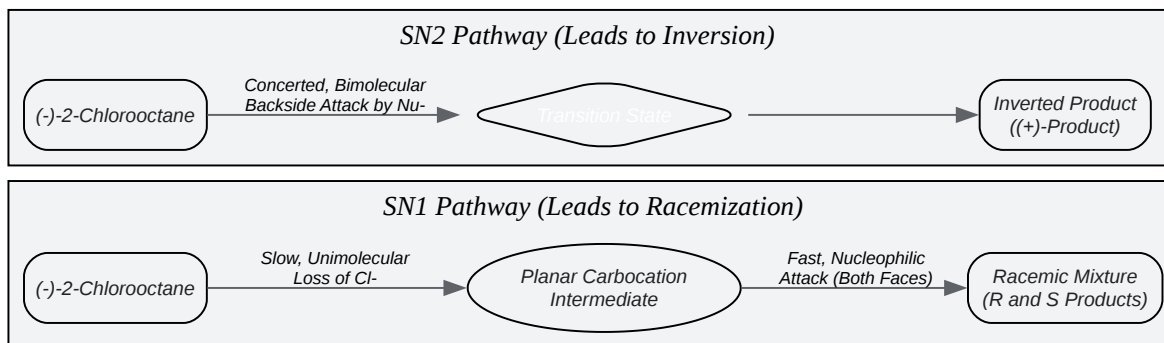 SN2 Pathway (Leads to Inversion)
(-)-2-Chlorooctane
Concerted, Bimolecular
Backside Attack by Nu-
Transition State
Inverted Product
((+)-Product)
SN1 Pathway (Leads to Racemization)
(-)-2-Chlorooctane
Slow, Unimolecular
Loss of Cl-
Planar Carbocation
Intermediate
Fast, Nucleophilic
Attack (Both Faces)
Racemic Mixture
(R and S Products)